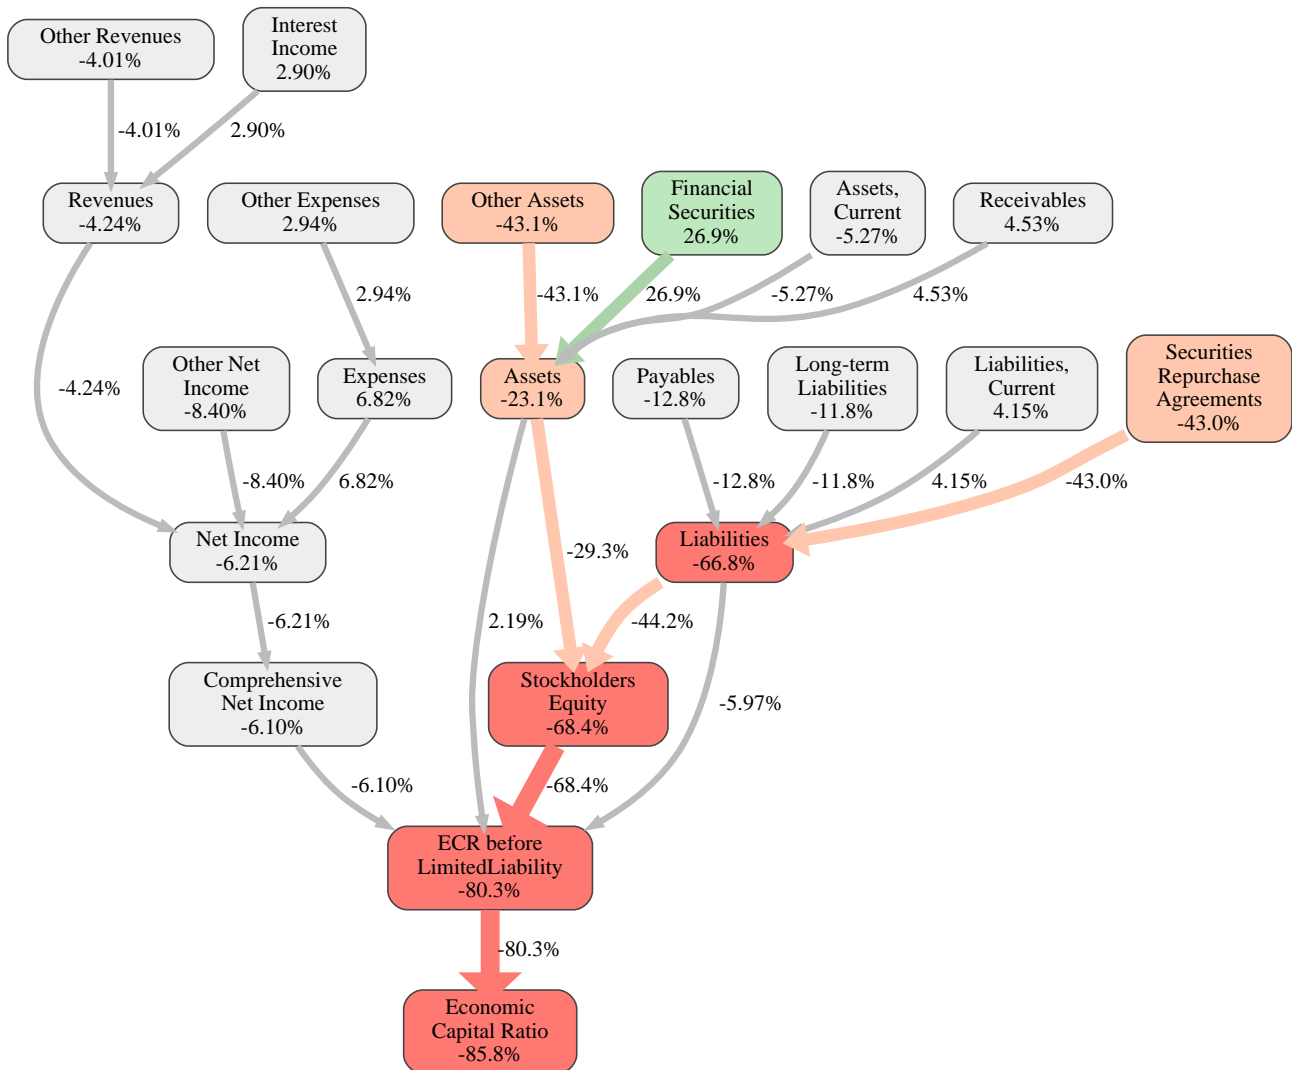 Other Revenues
-4.01%
Interest
Income
2.90%
-4.01%
2.90%
Revenues
-4.24%
Other Expenses
2.94%
Other Assets
-43.1%
Financial
Securities
26.9%
Assets,
Current
-5.27%
Receivables
4.53%
2.94%
-43.1%
26.9%
-5.27%
4.53%
-4.24%
Other Net
Income
-8.40%
Expenses
6.82%
Assets
-23.1%
Payables
-12.8%
Long-term
Liabilities
-11.8%
Liabilities,
Current
4.15%
Securities
Repurchase
Agreements
-43.0%
-8.40%
6.82%
-12.8%
-11.8%
4.15%
-43.0%
Net Income
-6.21%
-29.3%
Liabilities
-66.8%
-6.21%
2.19%
-44.2%
Comprehensive
Net Income
-6.10%
Stockholders
Equity
-68.4%
-5.97%
-6.10%
-68.4%
ECR before
LimitedLiability
-80.3%
-80.3%
Economic
Capital Ratio
-85.8%